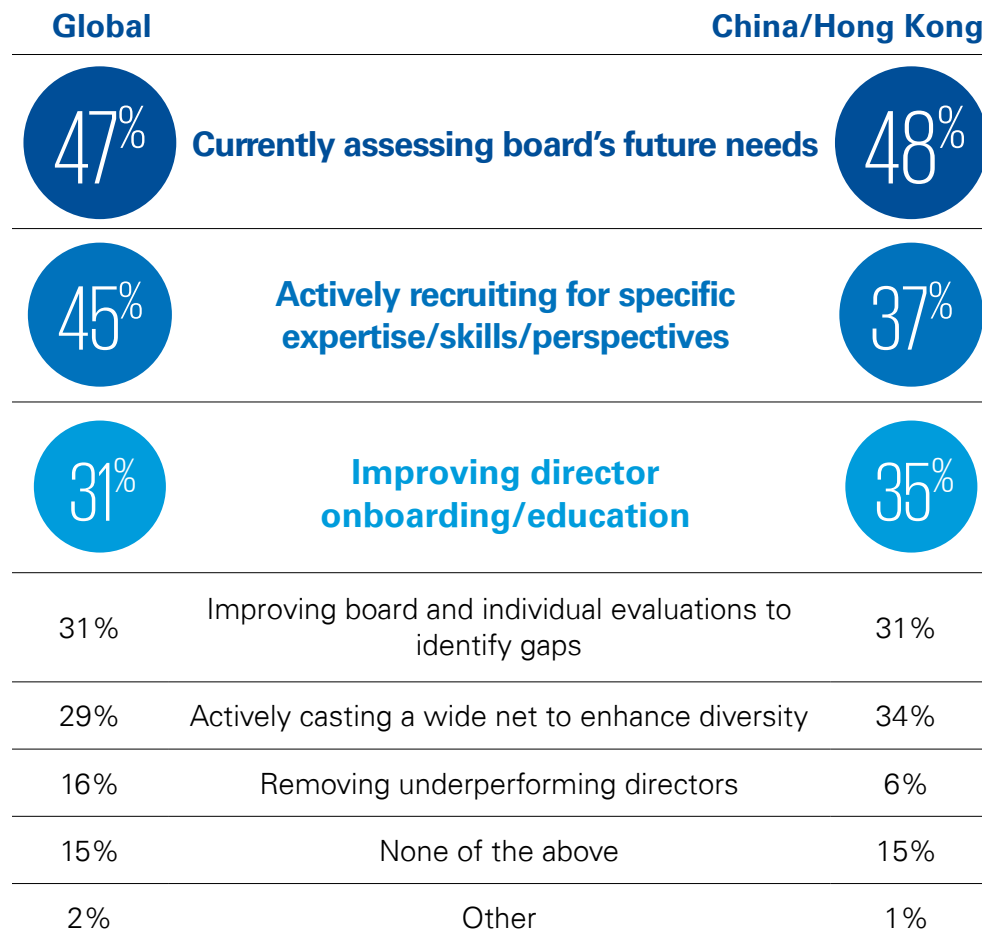 Global China/Hong Kong
47% Currently assessing board's future needs 48%
45% Actively recruiting for specific
expertise/skills/perspectives 37%
31% Improving director
onboarding/education 35%
31% Improving board and individual evaluations to
identify gaps 31%
29% Actively casting a wide net to enhance diversity 34%
16% Removing underperforming directors 6%
15% None of the above 15%
2% Other 1%